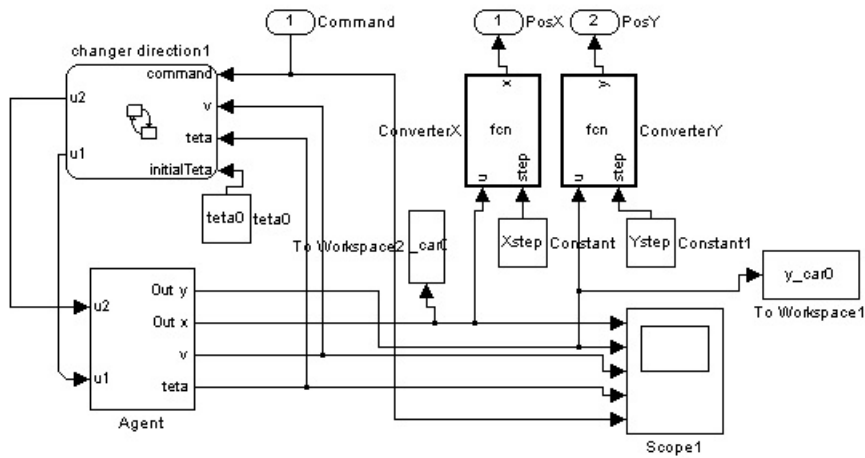 1 Command
1 PosX
2 PosY
changer direction1
command
v
teta
initialTeta
u2
u1
teta0
teta0
ConverterX
x
fcn
u
step
y
fcn
u
step
ConverterY
To Workspace2
_car0
Xstep
Constant
Ystep
Constant1
y_car0
To Workspace1
u2
u1
Out y
Out x
v
teta
Agent
Scope1